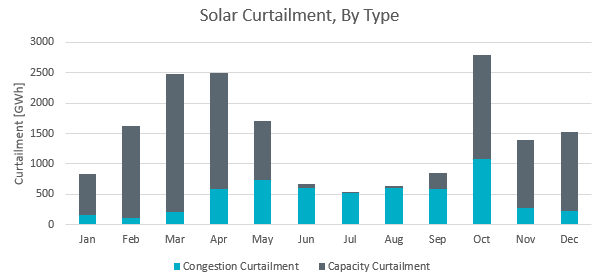 Solar Curtailment, By Type
Curtailment [GWh]
3000
2500
2000
1500
1000
500
0
Jan Feb Mar Apr May Jun Jul Aug Sep Oct Nov Dec
Congestion Curtailment Capacity Curtailment